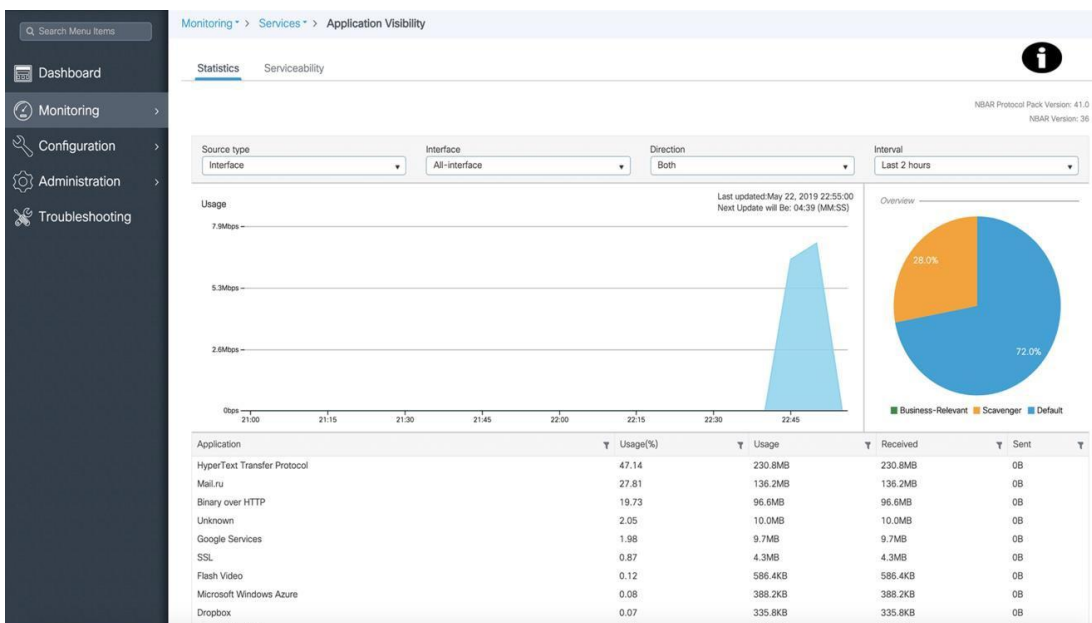 Search Menu Items
Dashboard
Monitoring
Configuration
Administration
Troubleshooting
Monitoring > Services > Application Visibility
Statistics Serviceability
NBAR Protocol Pack Version: 41.0
NBAR Version: 36
Source type Interface Direction Interval
Interface All-interface Both Last 2 hours
Usage
Last updated:May 22, 2019 22:55:00
Next Update will Be: 04:39 (MM:SS)
7.9Mbps
5.3Mbps
2.6Mbps
0bps
21:00 21:15 21:30 21:45 22:00 22:15 22:30 22:45
Overview
28.0%
72.0%
Business-Relevant Scavenger Default
Application Usage(%) Usage Received Sent
HyperText Transfer Protocol 47.14 230.8MB 230.8MB 0B
Mail.ru 27.81 136.2MB 136.2MB 0B
Binary over HTTP 19.73 96.6MB 96.6MB 0B
Unknown 2.05 10.0MB 10.0MB 0B
Google Services 1.98 9.7MB 9.7MB 0B
SSL 0.87 4.3MB 4.3MB 0B
Flash Video 0.12 586.4KB 586.4KB 0B
Microsoft Windows Azure 0.08 388.2KB 388.2KB 0B
Dropbox 0.07 335.8KB 335.8KB 0B